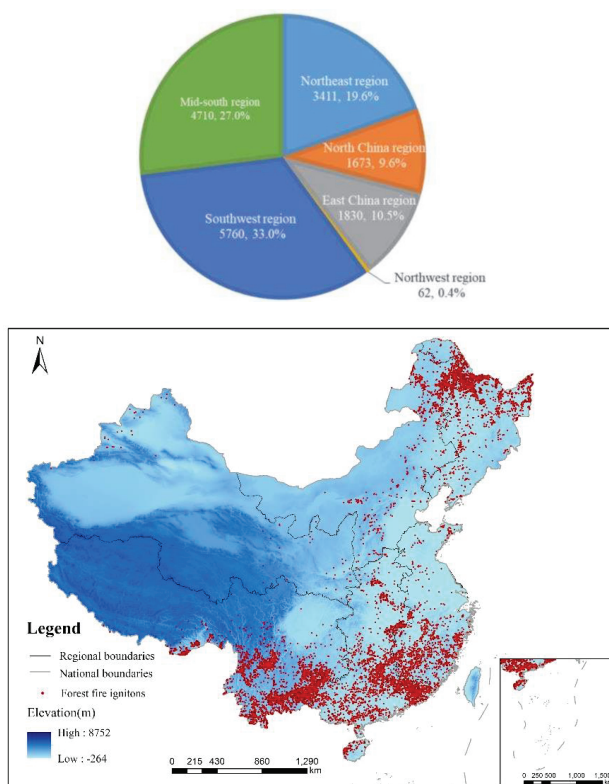 Northeast region
3411, 19.6%
Mid-south region
4710, 27.0%
North China region
1673, 9.6%
East China region
1830, 10.5%
Southwest region
5760, 33.0%
Northwest region
62, 0.4%
N
Legend
Regional boundaries
National boundaries
Forest fire ignitons
Elevation(m)
High : 8752
Low : -264
0 215 430 860 1,290
km
0 250 500 1,000 1,500
km